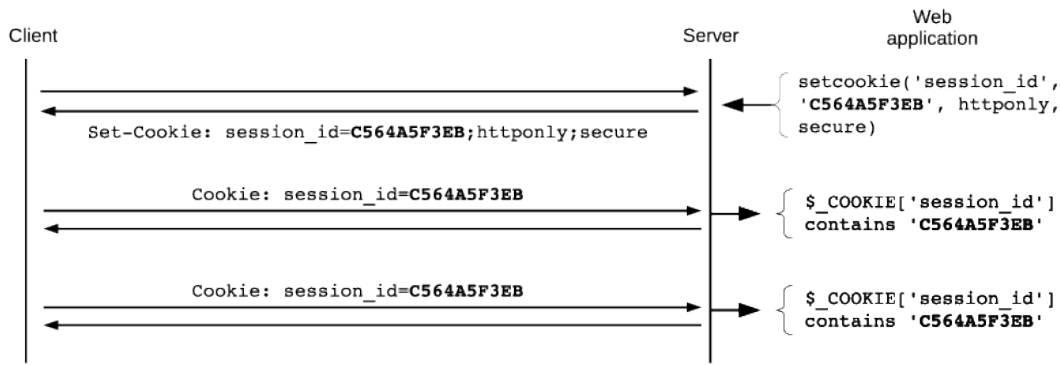 Client
Server
Web
application
setcookie('session_id',
'C564A5F3EB', httponly,
secure)
Set-Cookie: session_id=C564A5F3EB;httponly;secure
Cookie: session_id=C564A5F3EB
$_COOKIE['session_id']
contains 'C564A5F3EB'
Cookie: session_id=C564A5F3EB
$_COOKIE['session_id']
contains 'C564A5F3EB'